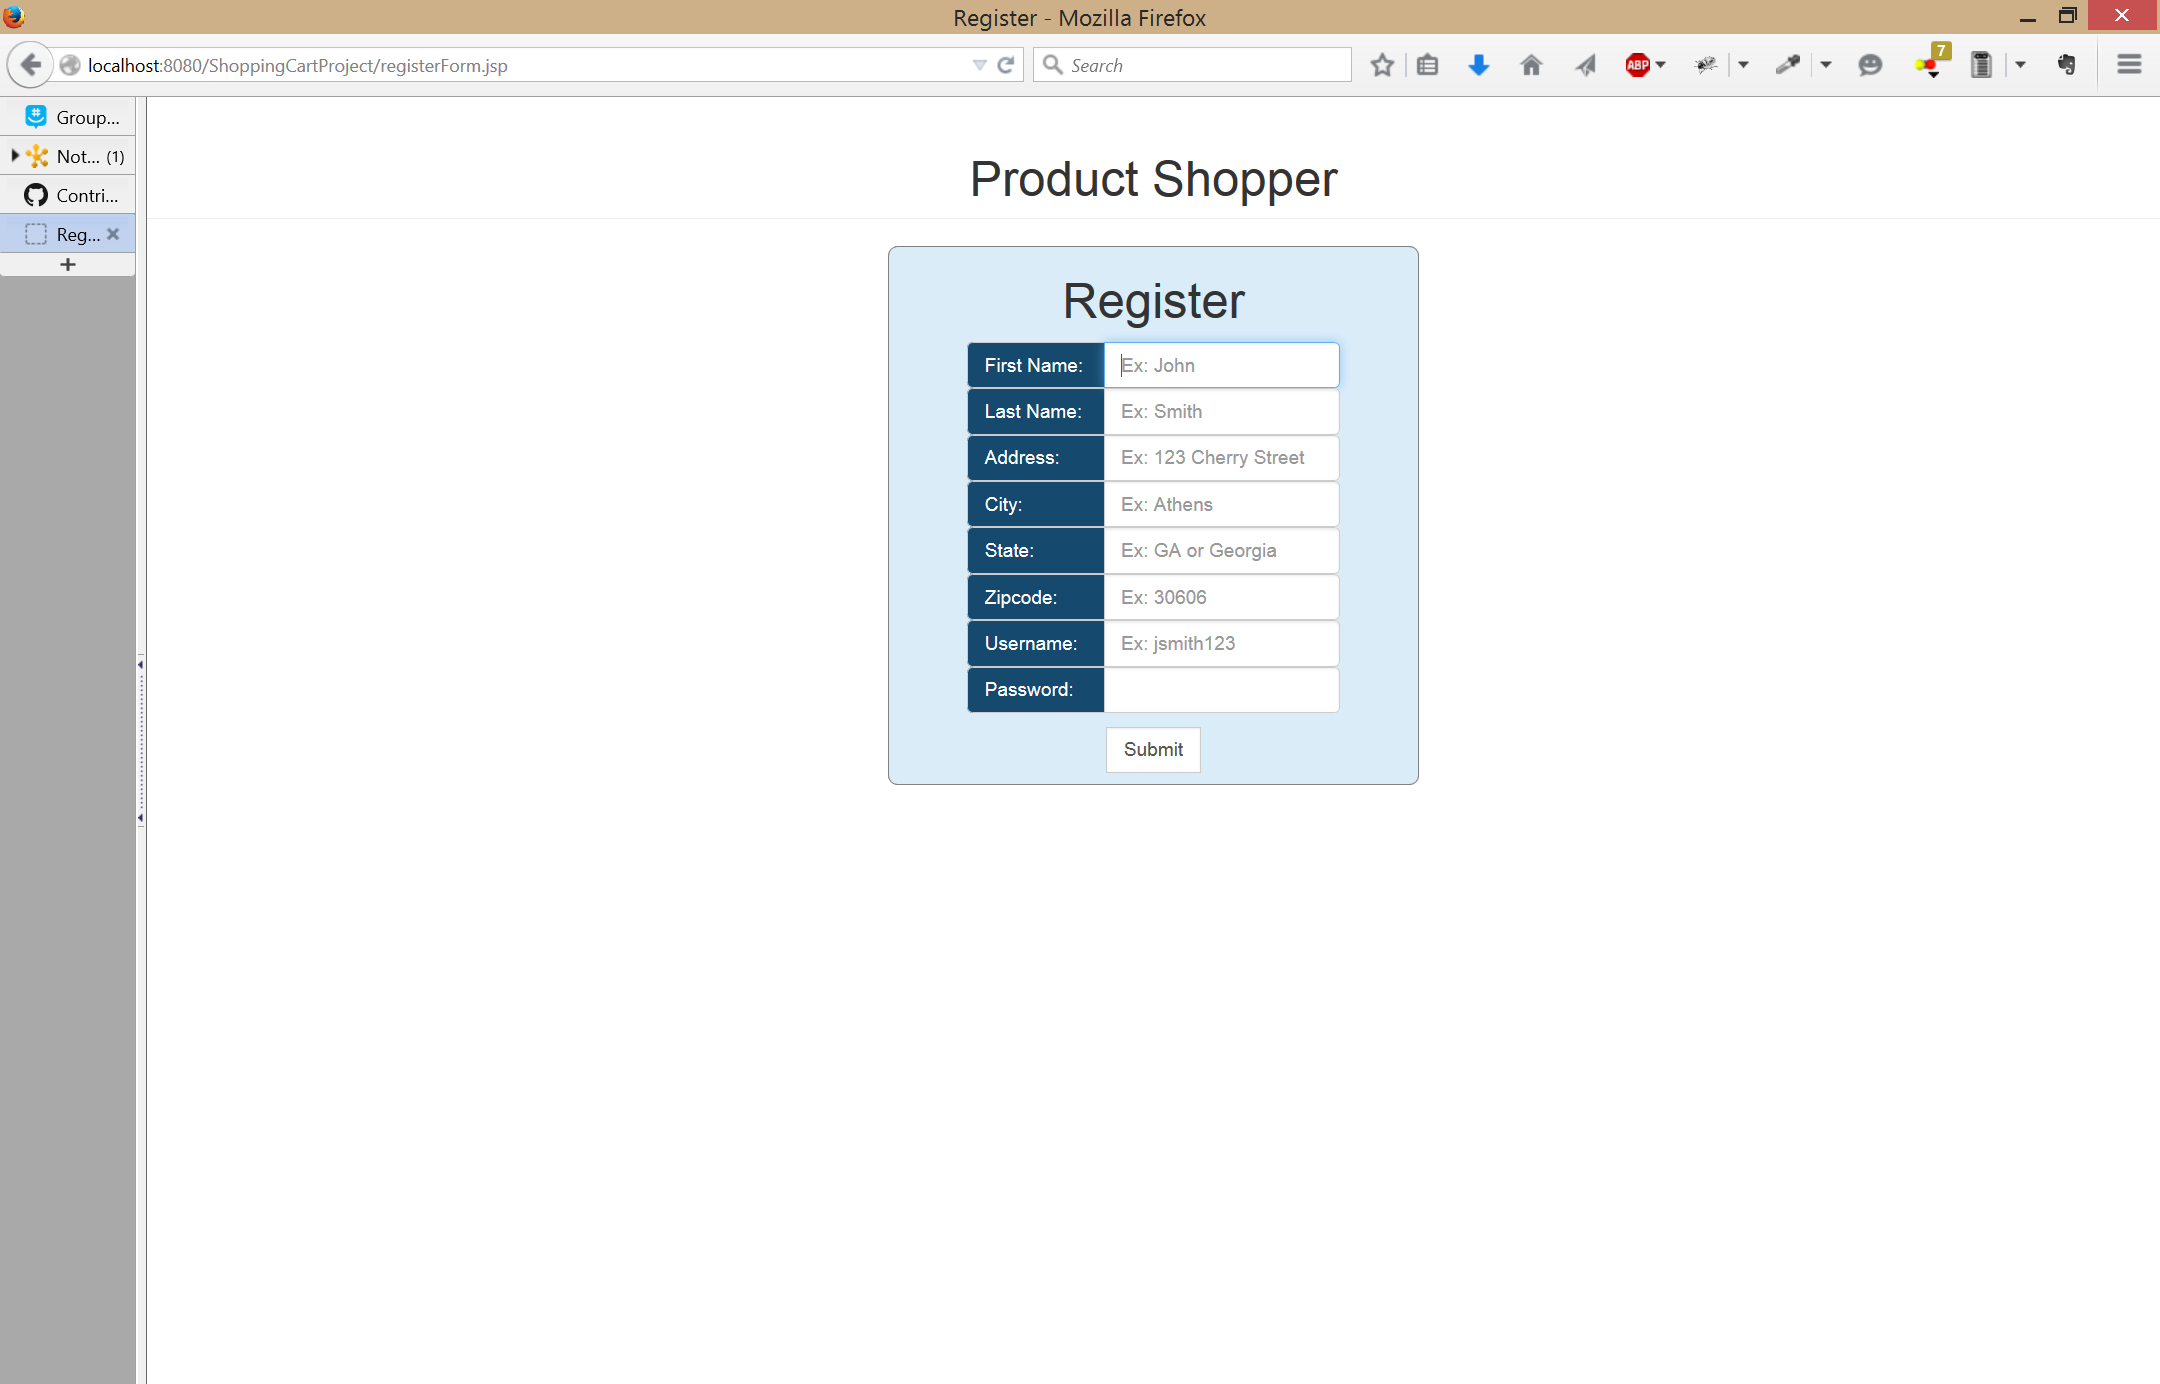 Register - Mozilla Firefox
localhost:8080/ShoppingCartProject/registerForm.jsp
Search
ABP
7
Group...
Not... (1)
Contri...
Reg...
Product Shopper
Register
First Name: Ex: John
Last Name: Ex: Smith
Address: Ex: 123 Cherry Street
City: Ex: Athens
State: Ex: GA or Georgia
Zipcode: Ex: 30606
Username: Ex: jsmith123
Password:
Submit